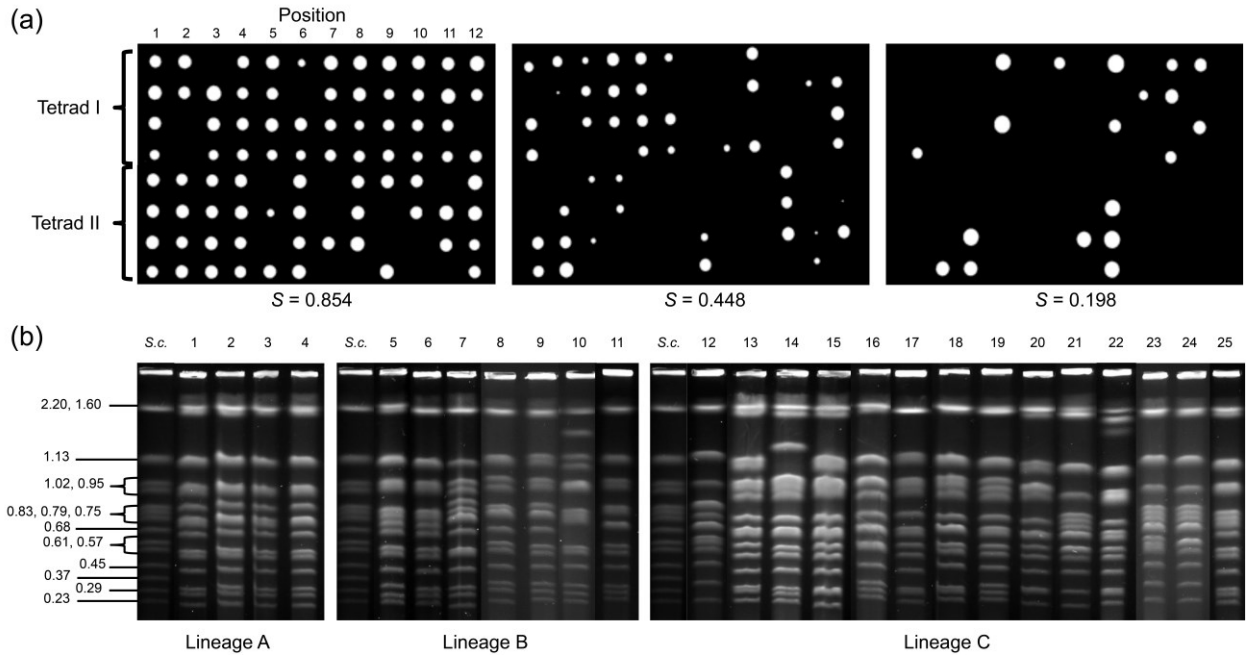 (a)
Position
1 2 3 4 5 6 7 8 9 10 11 12
Tetrad I
Tetrad II
S = 0.854
S = 0.448
S = 0.198
(b)
S.c. 1 2 3 4
S.c. 5 6 7 8 9 10 11
S.c. 12 13 14 15 16 17 18 19 20 21 22 23 24 25
2.20, 1.60
1.13
1.02, 0.95
0.83, 0.79, 0.75
0.68
0.61, 0.57
0.45
0.37
0.29
0.23
Lineage A
Lineage B
Lineage C